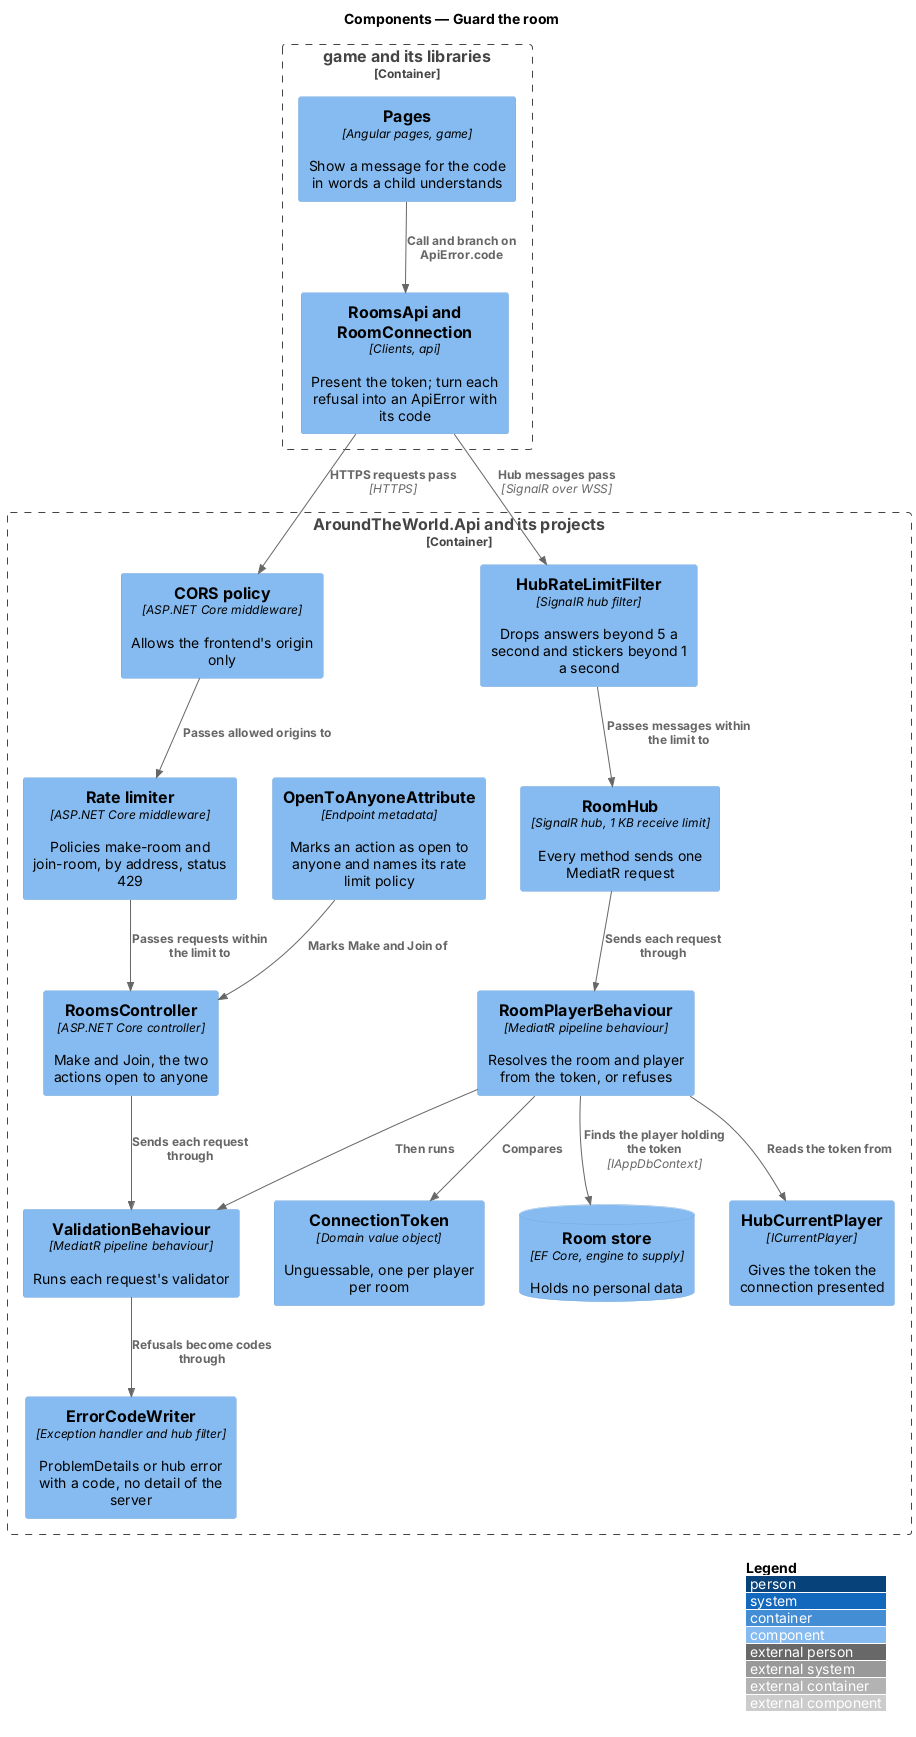 Components — Guard the room
game and its libraries
[Container]
Pages
[Angular pages, game]
Show a message for the code
in words a child understands
Call and branch on
ApiError.code
RoomsApi and
RoomConnection
[Clients, api]
Present the token; turn each
refusal into an ApiError with
its code
HTTPS requests pass
[HTTPS]
Hub messages pass
[SignalR over WSS]
AroundTheWorld.Api and its projects
[Container]
CORS policy
[ASP.NET Core middleware]
Allows the frontend's origin
only
HubRateLimitFilter
[SignalR hub filter]
Drops answers beyond 5 a
second and stickers beyond 1
a second
Passes allowed origins to
Passes messages within
the limit to
Rate limiter
[ASP.NET Core middleware]
Policies make-room and
join-room, by address, status
429
OpenToAnyoneAttribute
[Endpoint metadata]
Marks an action as open to
anyone and names its rate
limit policy
RoomHub
[SignalR hub, 1 KB receive limit]
Every method sends one
MediatR request
Passes requests within
the limit to
Marks Make and Join of
Sends each request
through
RoomsController
[ASP.NET Core controller]
Make and Join, the two
actions open to anyone
RoomPlayerBehaviour
[MediatR pipeline behaviour]
Resolves the room and player
from the token, or refuses
Sends each request
through
Then runs
Compares
Finds the player holding
the token
[IAppDbContext]
Reads the token from
ValidationBehaviour
[MediatR pipeline behaviour]
Runs each request's validator
ConnectionToken
[Domain value object]
Unguessable, one per player
per room
Room store
[EF Core, engine to supply]
Holds no personal data
HubCurrentPlayer
[ICurrentPlayer]
Gives the token the
connection presented
Refusals become codes
through
ErrorCodeWriter
[Exception handler and hub filter]
ProblemDetails or hub error
with a code, no detail of the
server
Legend
person
system
container
component
external person
external system
external container
external component